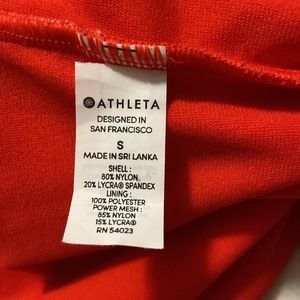 ATHLETA
DESIGNED IN
SAN FRANCISCO
S
MADE IN SRI LANKA
SHELL :
80% NYLON,
20% LYCRA® SPANDEX
LINING :
100% POLYESTER
POWER MESH :
85% NYLON
15% LYCRA®
RN 54023